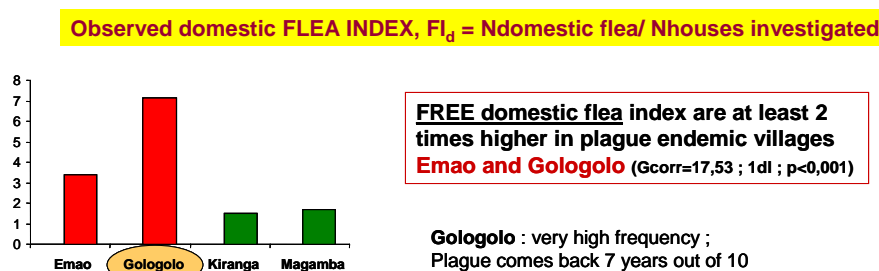 Observed domestic FLEA INDEX, FId = Ndomestic flea/ Nhouses investigated
8
7
6
5
4
3
2
1
0
Emao Gologolo Kiranga Magamba
FREE domestic flea index are at least 2
times higher in plague endemic villages
Emao and Gologolo (Gcorr=17,53 ; 1dl ; p<0,001)
Gologolo : very high frequency ;
Plague comes back 7 years out of 10